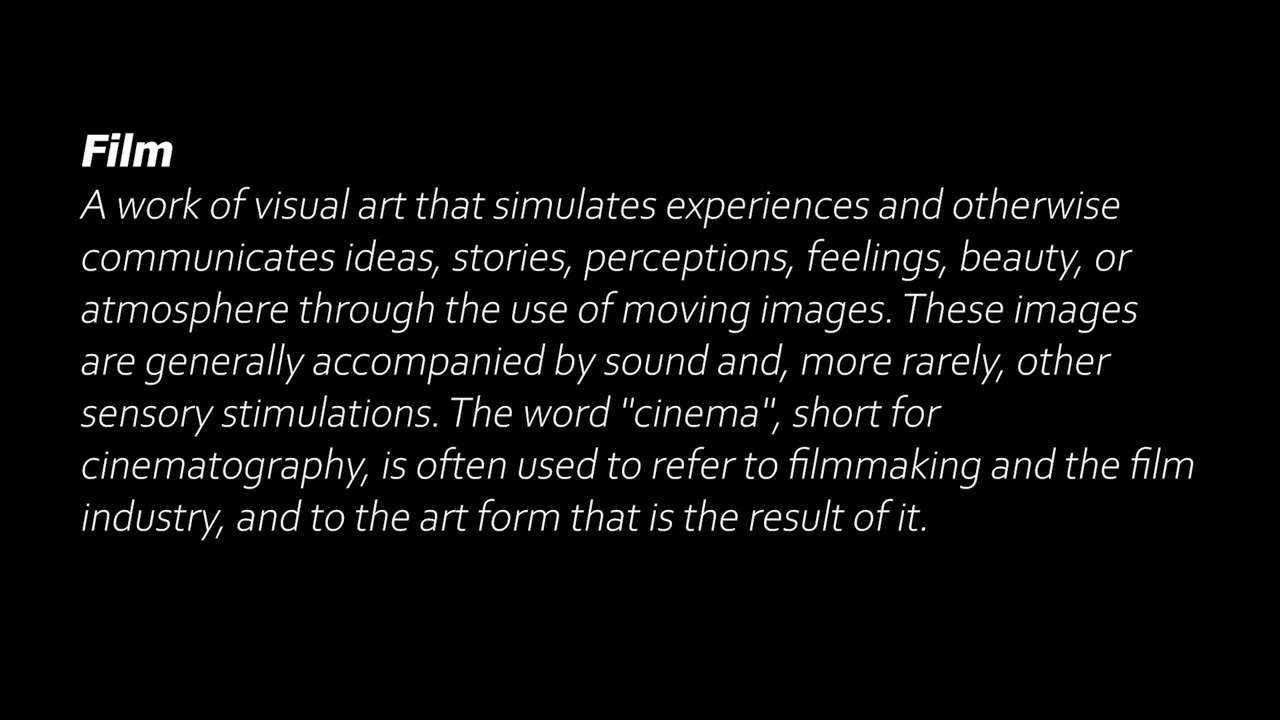 Film
A work of visual art that simulates experiences and otherwise
communicates ideas, stories, perceptions, feelings, beauty, or
atmosphere through the use of moving images. These images
are generally accompanied by sound and, more rarely, other
sensory stimulations. The word "cinema", short for
cinematography, is often used to refer to filmmaking and the film
industry, and to the art form that is the result of it.